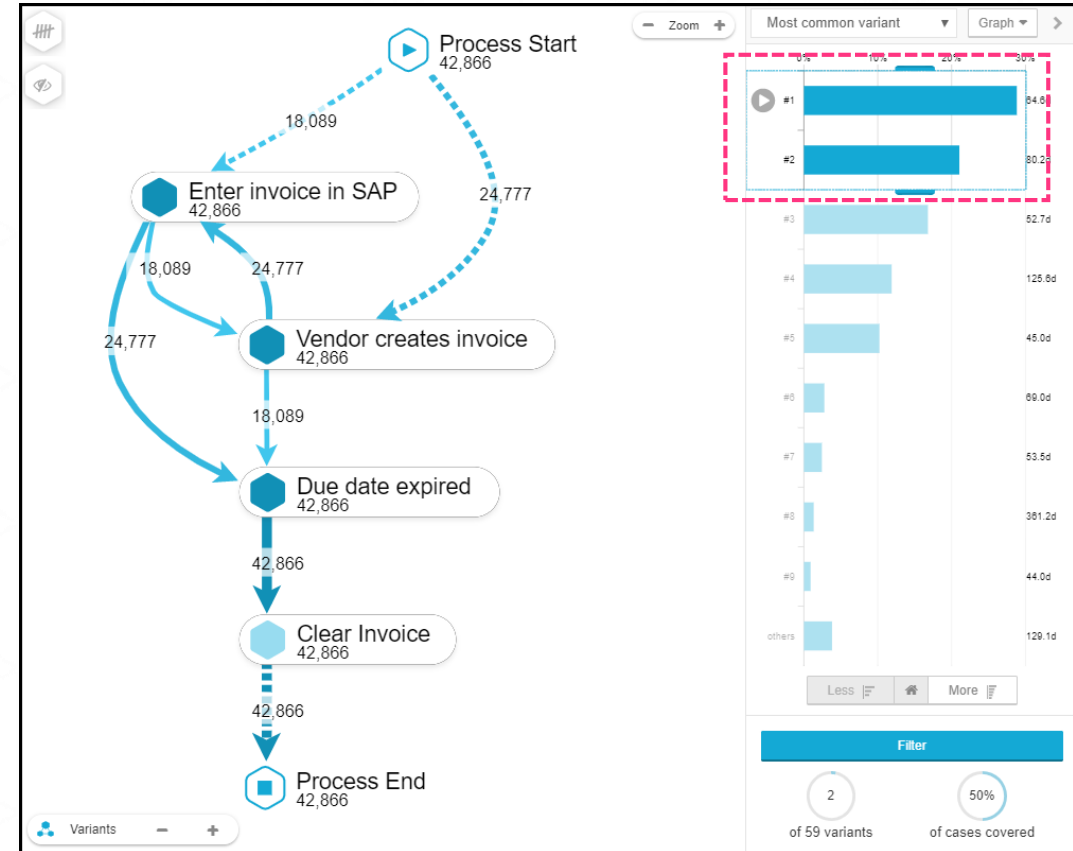 Process Start
42,866
18,089
Enter invoice in SAP
42,866
24,777
18,089
24,777
24,777
Vendor creates invoice
42,866
18,089
Due date expired
42,866
42,866
Clear Invoice
42,866
42,866
Process End
42,866
Variants − +
− Zoom +
Most common variant
Graph
10%
20%
30%
#1
#2 80.2d
#3 52.7d
#4 125.6d
#5 45.0d
#6 69.0d
#7 53.5d
#8 361.2d
#9 44.0d
others 129.1d
Less
More
Filter
2
of 59 variants
50%
of cases covered